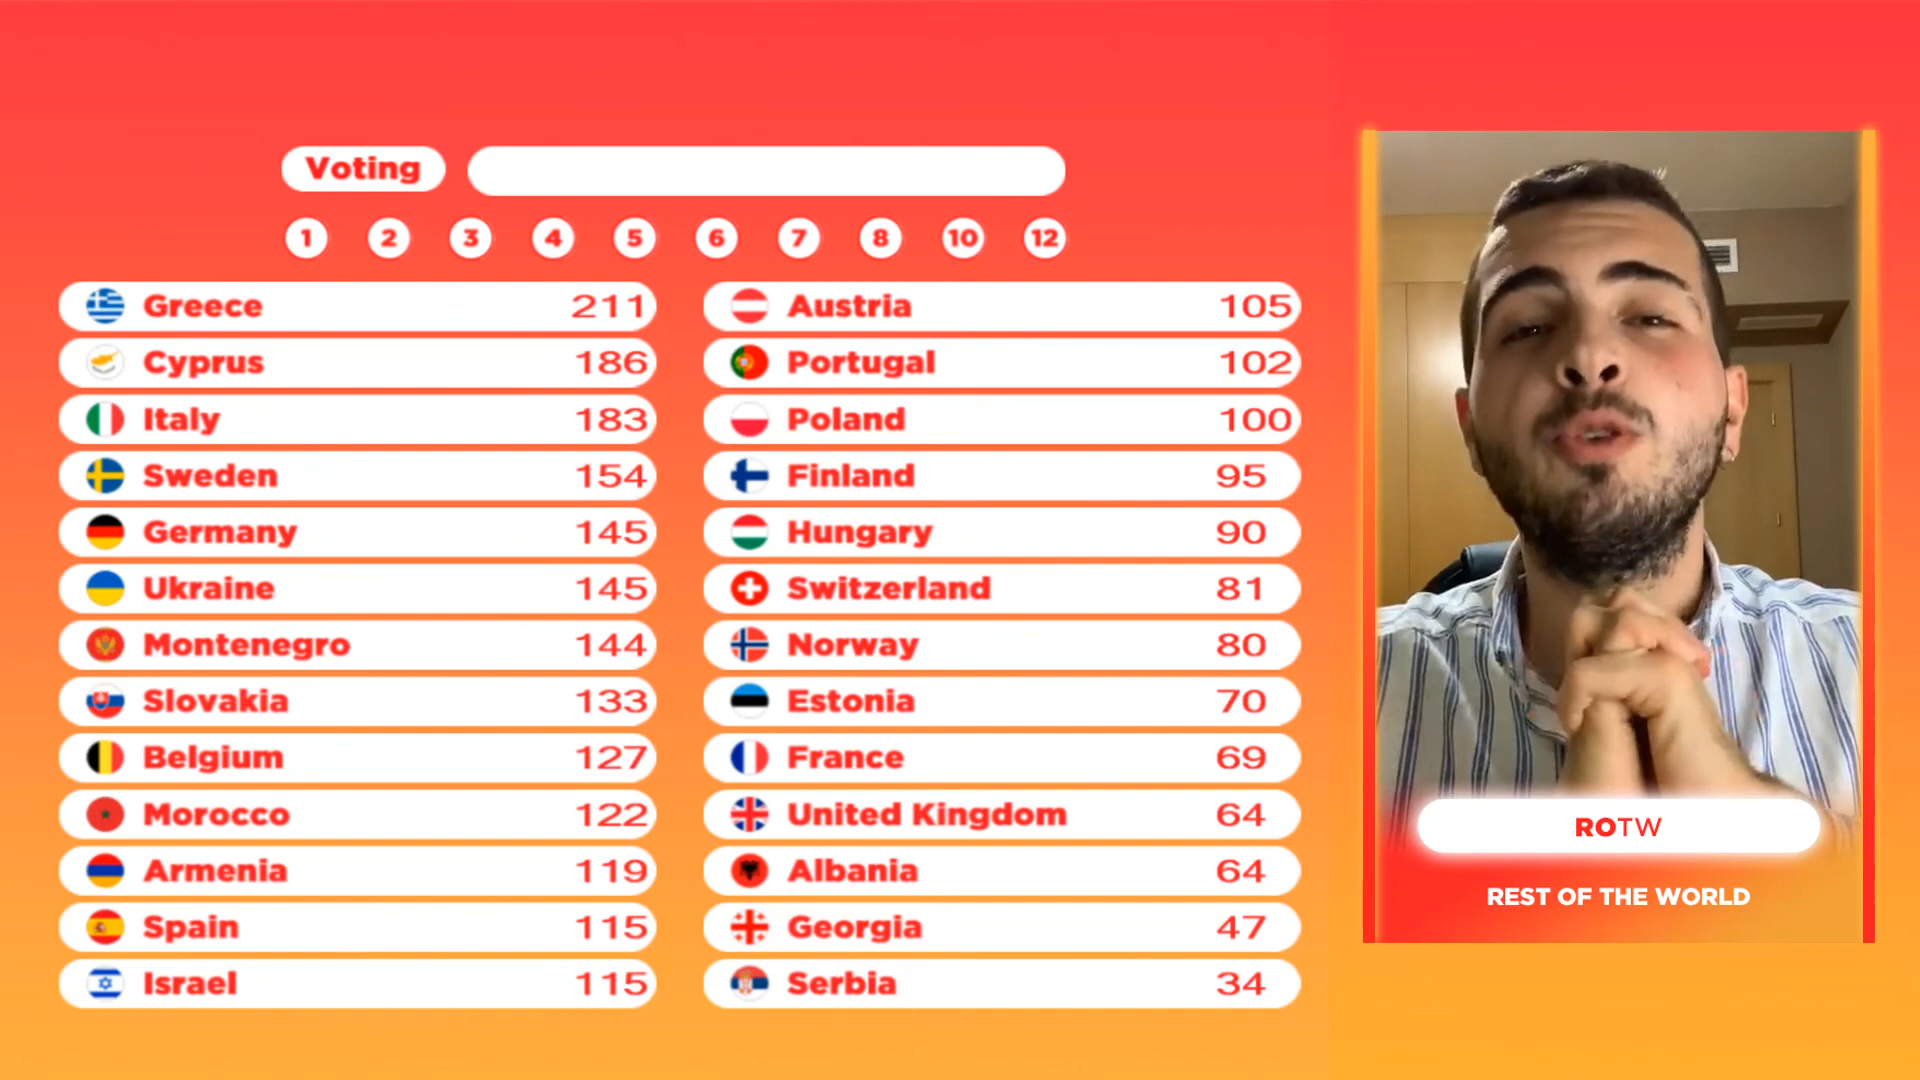 Voting
1 2 3 4 5 6 7 8 10 12
Greece 211
Cyprus 186
Italy 183
Sweden 154
Germany 145
Ukraine 145
Montenegro 144
Slovakia 133
Belgium 127
Morocco 122
Armenia 119
Spain 115
Israel 115
Austria 105
Portugal 102
Poland 100
Finland 95
Hungary 90
Switzerland 81
Norway 80
Estonia 70
France 69
United Kingdom 64
Albania 64
Georgia 47
Serbia 34
ROTW
REST OF THE WORLD